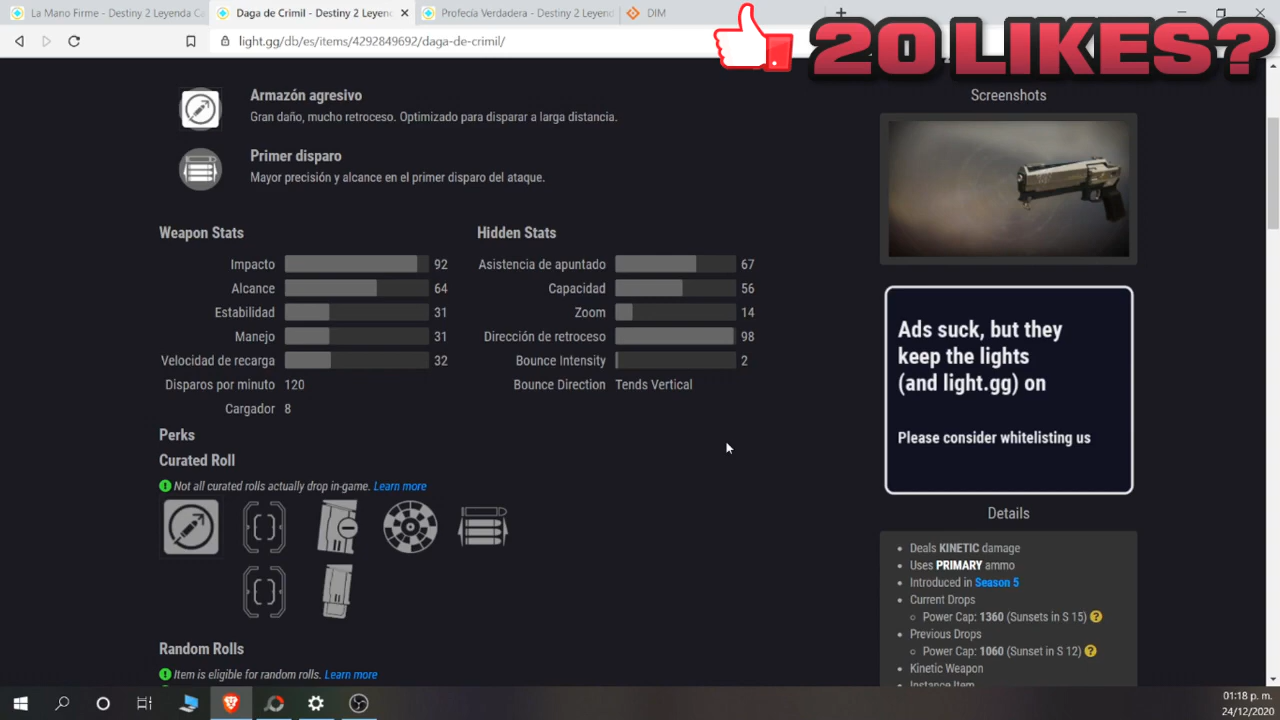 La Mano Firme - Destiny 2 Leyenda Co
Daga de Crimil - Destiny 2 Leyen
Profecía Verdadera - Destiny 2 Leyend
DIM
light.gg/db/es/items/4292849692/daga-de-crimil/
20 LIKES?
Armazón agresivo
Gran daño, mucho retroceso. Optimizado para disparar a larga distancia.
Primer disparo
Mayor precisión y alcance en el primer disparo del ataque.
Screenshots
Weapon Stats
Impacto 92
Alcance 64
Estabilidad 31
Manejo 31
Velocidad de recarga 32
Disparos por minuto 120
Cargador 8
Hidden Stats
Asistencia de apuntado 67
Capacidad 56
Zoom 14
Dirección de retroceso 98
Bounce Intensity 2
Bounce Direction Tends Vertical
Ads suck, but they
keep the lights
(and light.gg) on
Please consider whitelisting us
Perks
Curated Roll
Not all curated rolls actually drop in-game. Learn more
Random Rolls
Item is eligible for random rolls. Learn more
Details
Deals KINETIC damage
Uses PRIMARY ammo
Introduced in Season 5
Current Drops
Power Cap: 1360 (Sunsets in S 15) ?
Previous Drops
Power Cap: 1060 (Sunset in S 12) ?
Kinetic Weapon
Instance Item
01:18 p. m.
24/12/2020